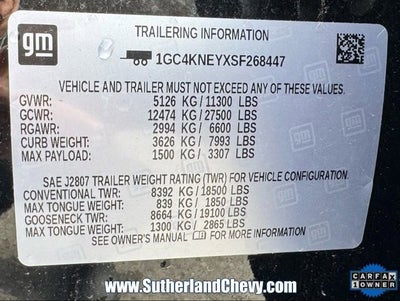 TRAILERING INFORMATION
gm
1GC4KNEYXSF268447
VEHICLE AND TRAILER MUST NOT EXCEED ANY OF THESE VALUES.
GVWR: 5126 KG / 11300 LBS
GCWR: 12474 KG / 27500 LBS
RGAWR: 2994 KG / 6600 LBS
CURB WEIGHT: 3626 KG / 7993 LBS
MAX PAYLOAD: 1500 KG / 3307 LBS
SAE J2807 TRAILER WEIGHT RATING (TWR) FOR VEHICLE CONFIGURATION.
CONVENTIONAL TWR: 8392 KG / 18500 LBS
MAX TONGUE WEIGHT: 839 KG / 1850 LBS
GOOSENECK TWR: 8664 KG / 19100 LBS
MAX TONGUE WEIGHT: 1300 KG / 2865 LBS
SEE OWNER'S MANUAL FOR MORE INFORMATION
www.SutherlandChevy.com
CARFAX
1 OWNER